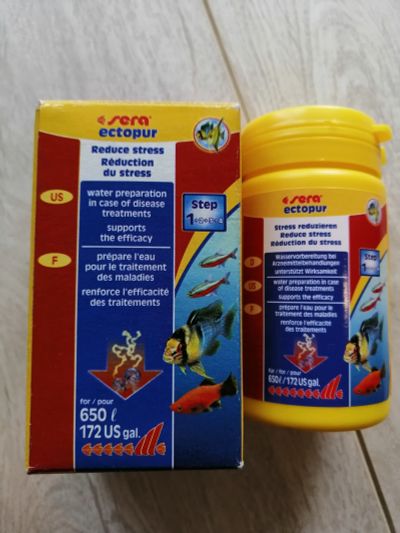 sera
ectopur
Reduce stress
Réduction
du stress
US
water preparation
in case of disease
treatments
supports
the efficacy
Step
F
prépare l'eau
pour le traitement
des maladies
renforce l'efficacité
des traitements
for / pour
650 ℓ
172 US gal.
sera
ectopur
Stress reduzieren
Reduce stress
Réduction du stress
D
Wasservorbereitung bei
Arzneimittelbehandlungen
unterstützt Wirksamkeit
US
water preparation in case
of disease treatments
supports the efficacy
F
prépare l'eau pour le
traitement des maladies
renforce l'efficacité
des traitements
for / pour
650 ℓ/172 US gal.